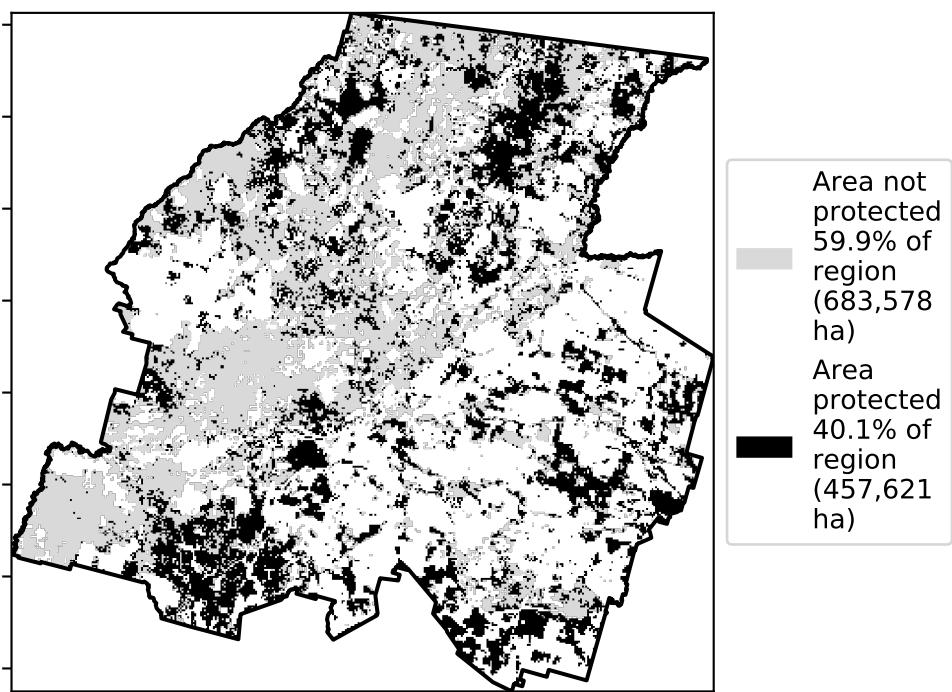 Area not
protected
59.9% of
region
(683,578
ha)
Area
protected
40.1% of
region
(457,621
ha)